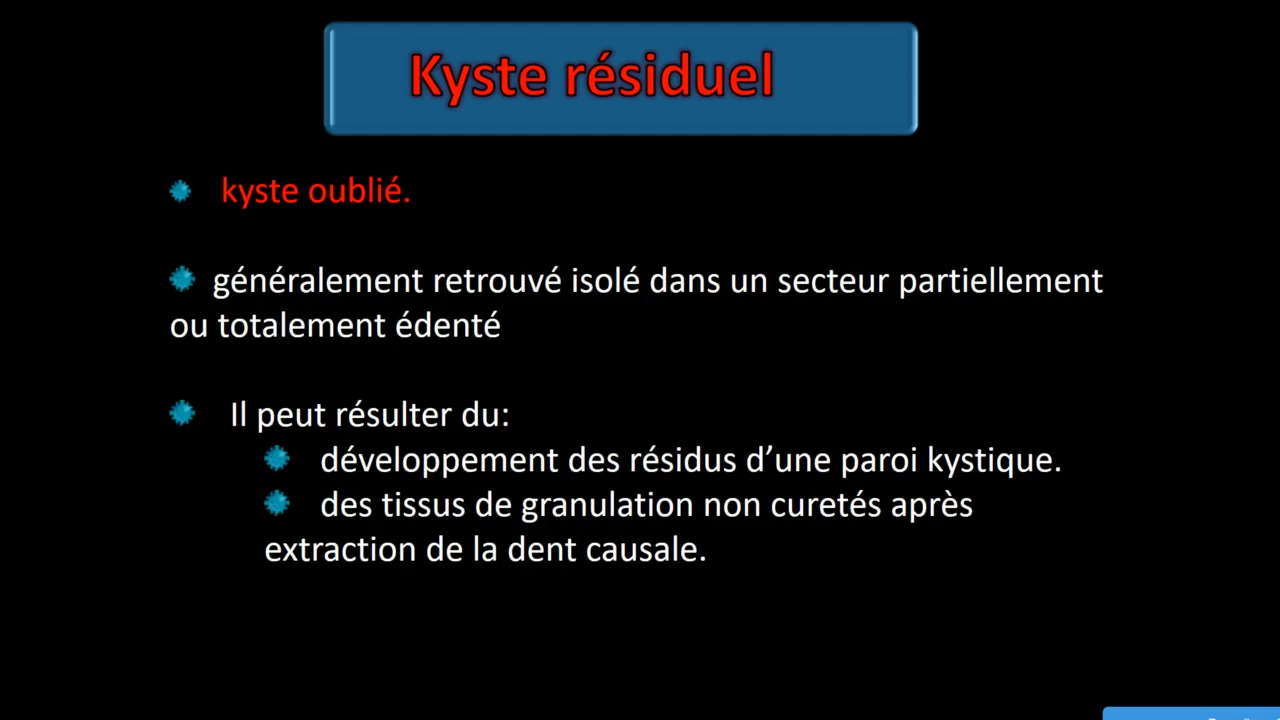 Kyste résiduel
kyste oublié.
généralement retrouvé isolé dans un secteur partiellement
ou totalement édenté
Il peut résulter du:
développement des résidus d’une paroi kystique.
des tissus de granulation non curetés après
extraction de la dent causale.